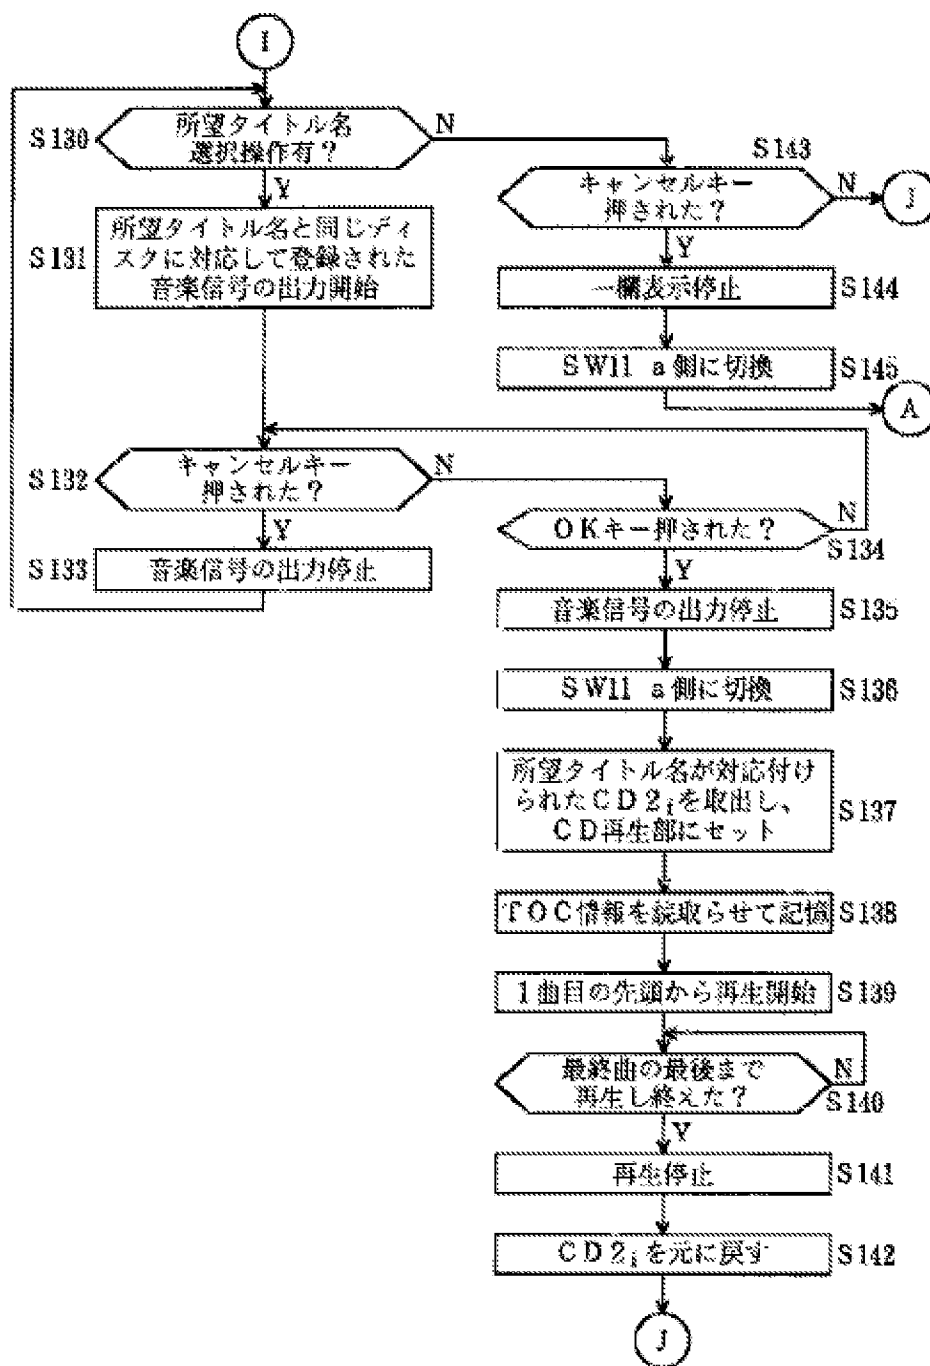 I
S130
所望タイトル名
選択操作有？
N
Y
S143
キャンセルキー
押された？
N
J
Y
S131
所望タイトル名と同じディ
スクに対応して登録された
音楽信号の出力開始
一欄表示停止
S144
SW11 a側に切換
S145
A
S132
キャンセルキー
押された？
N
Y
OKキー押された？
N
S134
Y
S133
音楽信号の出力停止
音楽信号の出力停止
S135
SW11 a側に切換
S136
所望タイトル名が対応付け
られたCD2iを取出し、
CD再生部にセット
S137
TOC情報を読取らせて記憶
S138
1曲目の先頭から再生開始
S139
最終曲の最後まで
再生し終えた？
N
S140
Y
再生停止
S141
CD2iを元に戻す
S142
J